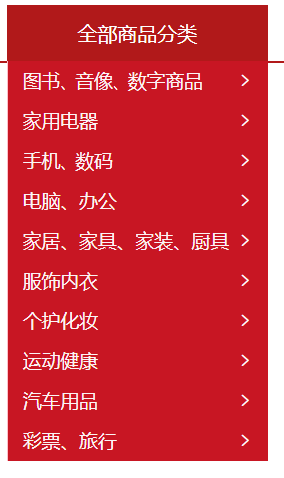 全部商品分类
图书、音像、数字商品
家用电器
手机、数码
电脑、办公
家居、家具、家装、厨具
服饰内衣
个护化妆
运动健康
汽车用品
彩票、旅行